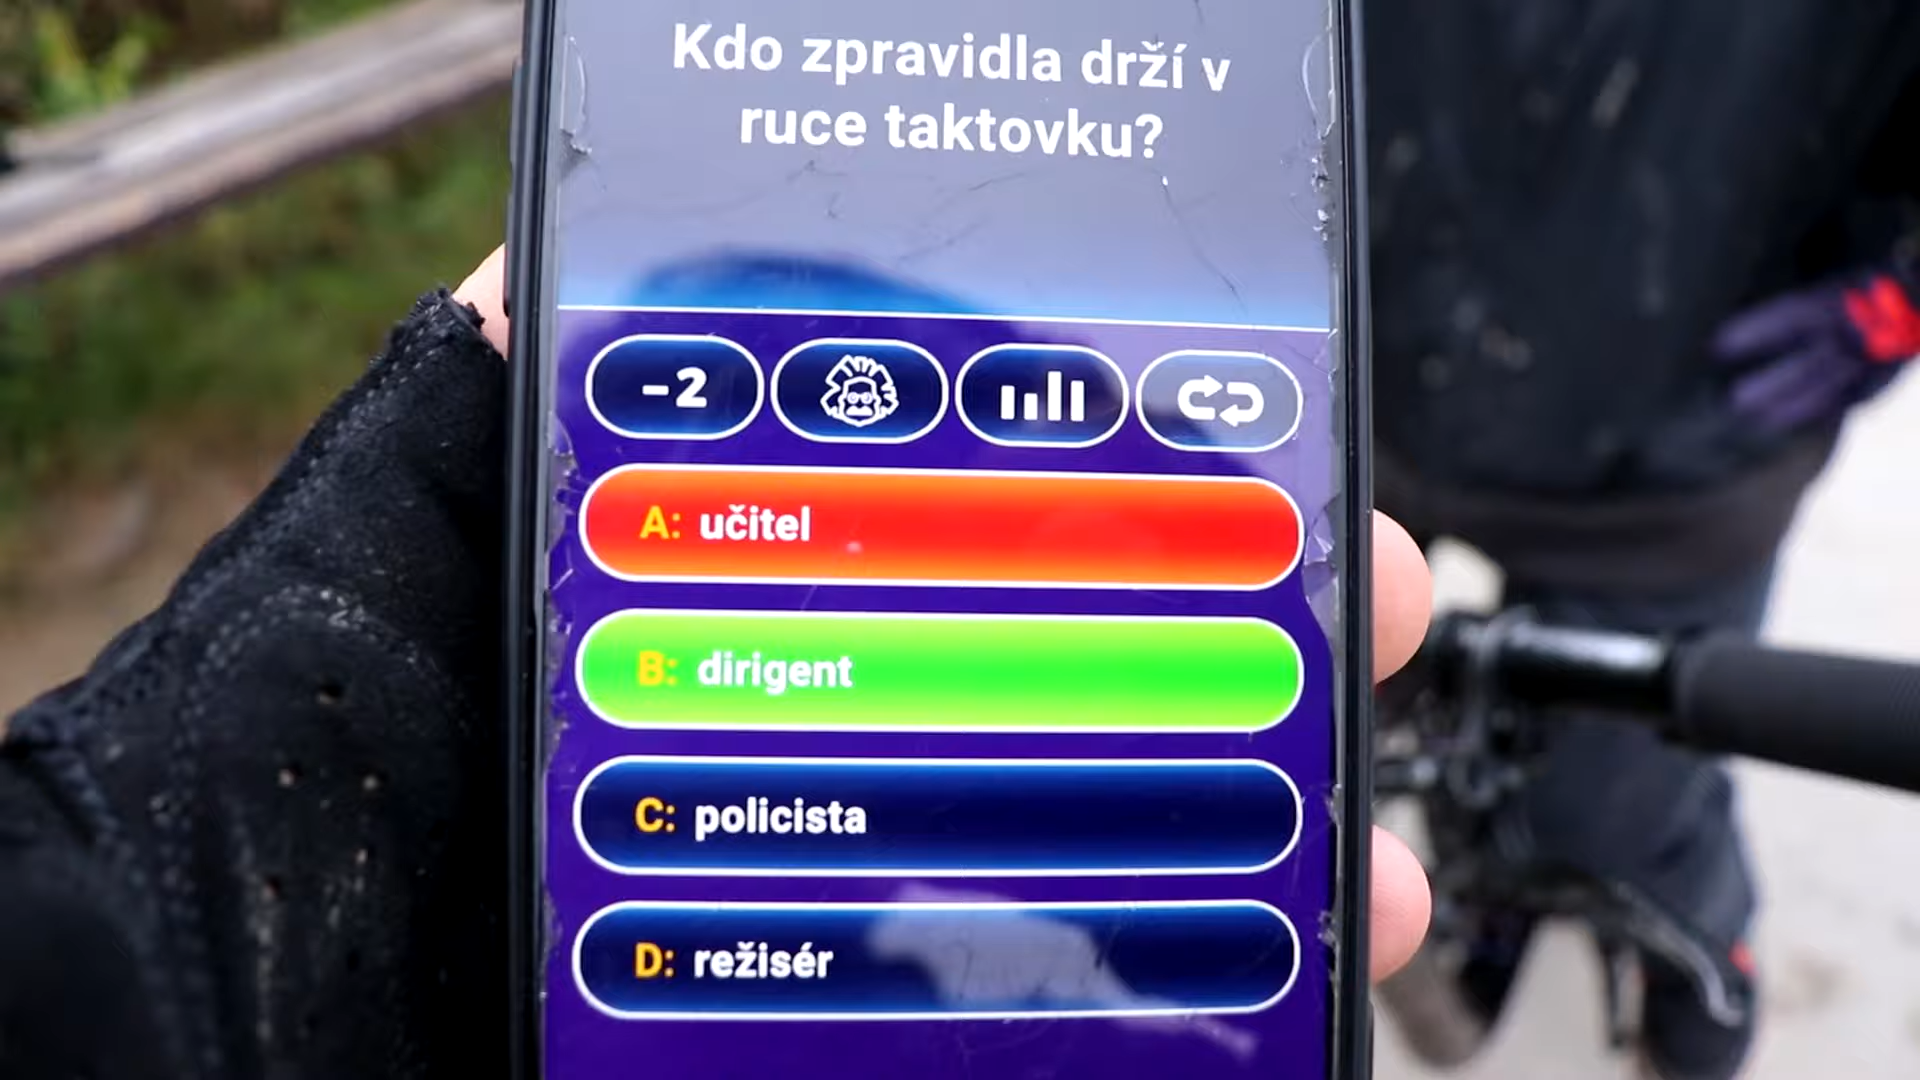 Kdo zpravidla drží v
ruce taktovku?
-2
A: učitel
B: dirigent
C: policista
D: režisér